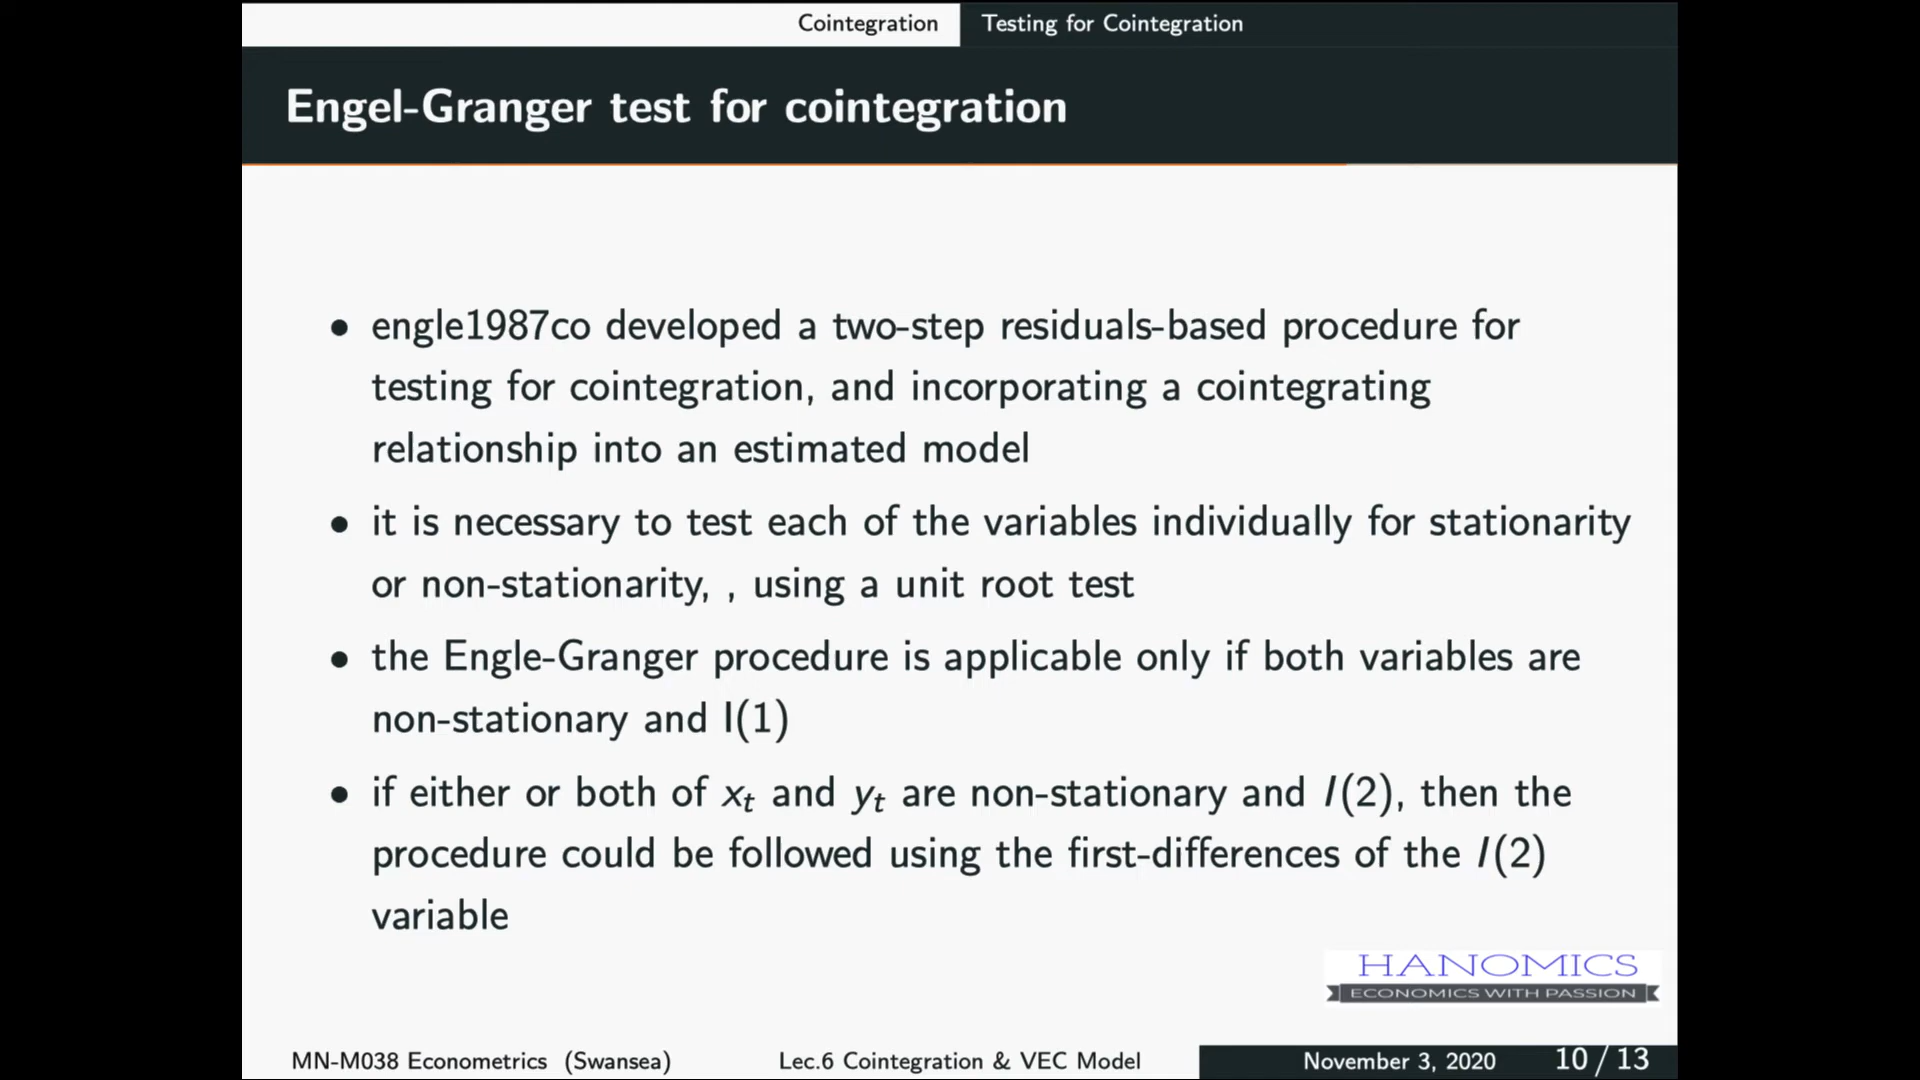 Cointegration Testing for Cointegration
Engel-Granger test for cointegration
• engle1987co developed a two-step residuals-based procedure for
testing for cointegration, and incorporating a cointegrating
relationship into an estimated model
• it is necessary to test each of the variables individually for stationarity
or non-stationarity, , using a unit root test
• the Engle-Granger procedure is applicable only if both variables are
non-stationary and I(1)
• if either or both of xₜ and yₜ are non-stationary and I(2), then the
procedure could be followed using the first-differences of the I(2)
variable
HANOMICS
ECONOMICS WITH PASSION
MN-M038 Econometrics (Swansea) Lec.6 Cointegration & VEC Model November 3, 2020 10 / 13